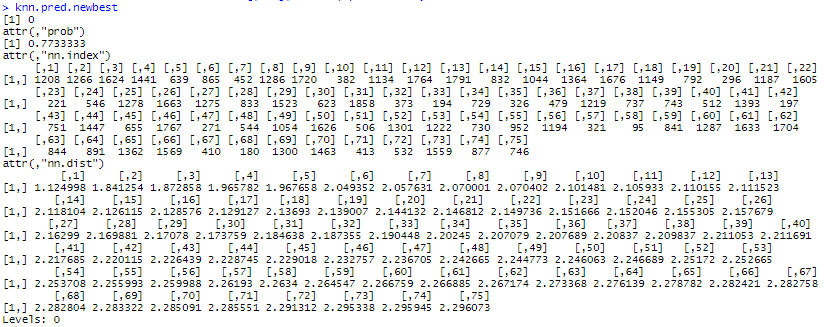 > knn.pred.newbest
[1] 0
attr(,"prob")
[1] 0.7733333
attr(,"nn.index")
[,1] [,2] [,3] [,4] [,5] [,6] [,7] [,8] [,9] [,10] [,11] [,12] [,13] [,14] [,15] [,16] [,17] [,18] [,19] [,20] [,21] [,22]
[1,] 1208 1266 1624 1441 639 865 452 1286 1720 382 1134 1764 1791 832 1044 1364 1676 1149 792 296 1187 1605
[,23] [,24] [,25] [,26] [,27] [,28] [,29] [,30] [,31] [,32] [,33] [,34] [,35] [,36] [,37] [,38] [,39] [,40] [,41] [,42]
[1,] 221 546 1278 1663 1275 833 1523 623 1858 373 194 729 326 479 1219 737 743 512 1393 197
[,43] [,44] [,45] [,46] [,47] [,48] [,49] [,50] [,51] [,52] [,53] [,54] [,55] [,56] [,57] [,58] [,59] [,60] [,61] [,62]
[1,] 751 1447 655 1767 271 544 1054 1626 506 1301 1222 730 952 1194 321 95 841 1287 1633 1704
[,63] [,64] [,65] [,66] [,67] [,68] [,69] [,70] [,71] [,72] [,73] [,74] [,75]
[1,] 844 891 1362 1569 410 180 1300 1463 413 532 1559 877 746
attr(,"nn.dist")
[,1] [,2] [,3] [,4] [,5] [,6] [,7] [,8] [,9] [,10] [,11] [,12] [,13]
[1,] 1.124998 1.841254 1.872858 1.965782 1.967658 2.049352 2.057631 2.070001 2.070402 2.101481 2.105933 2.110155 2.111523
[,14] [,15] [,16] [,17] [,18] [,19] [,20] [,21] [,22] [,23] [,24] [,25] [,26]
[1,] 2.118104 2.126115 2.128576 2.129127 2.13693 2.139007 2.144132 2.146812 2.149736 2.151666 2.152046 2.155305 2.157679
[,27] [,28] [,29] [,30] [,31] [,32] [,33] [,34] [,35] [,36] [,37] [,38] [,39] [,40]
[1,] 2.16299 2.169881 2.17078 2.173759 2.184638 2.187355 2.190448 2.20245 2.207079 2.207689 2.20837 2.209837 2.211053 2.211691
[,41] [,42] [,43] [,44] [,45] [,46] [,47] [,48] [,49] [,50] [,51] [,52] [,53]
[1,] 2.217685 2.220115 2.226439 2.228745 2.229018 2.232757 2.236705 2.242665 2.244773 2.246063 2.246689 2.25172 2.252665
[,54] [,55] [,56] [,57] [,58] [,59] [,60] [,61] [,62] [,63] [,64] [,65] [,66] [,67]
[1,] 2.253708 2.255993 2.259988 2.26193 2.2634 2.264547 2.266759 2.266885 2.267174 2.273368 2.276139 2.278782 2.282421 2.282758
[,68] [,69] [,70] [,71] [,72] [,73] [,74] [,75]
[1,] 2.282804 2.283322 2.285091 2.285551 2.291312 2.295338 2.295945 2.296073
Levels: 0